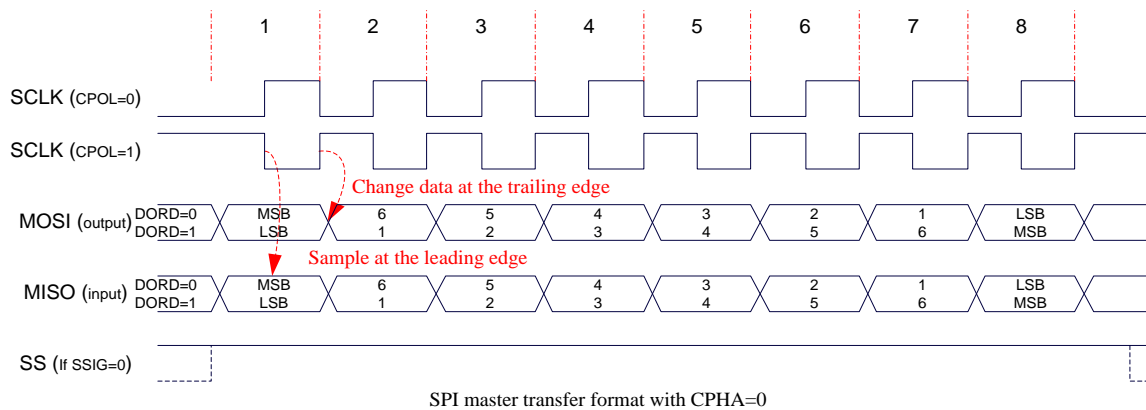 1 2 3 4 5 6 7 8
SCLK (CPOL=0)
SCLK (CPOL=1)
Change data at the trailing edge
MOSI (output) DORD=0 MSB 6 5 4 3 2 1 LSB
DORD=1 LSB 1 2 3 4 5 6 MSB
Sample at the leading edge
MISO (input) DORD=0 MSB 6 5 4 3 2 1 LSB
DORD=1 LSB 1 2 3 4 5 6 MSB
SS (If SSIG=0)
SPI master transfer format with CPHA=0